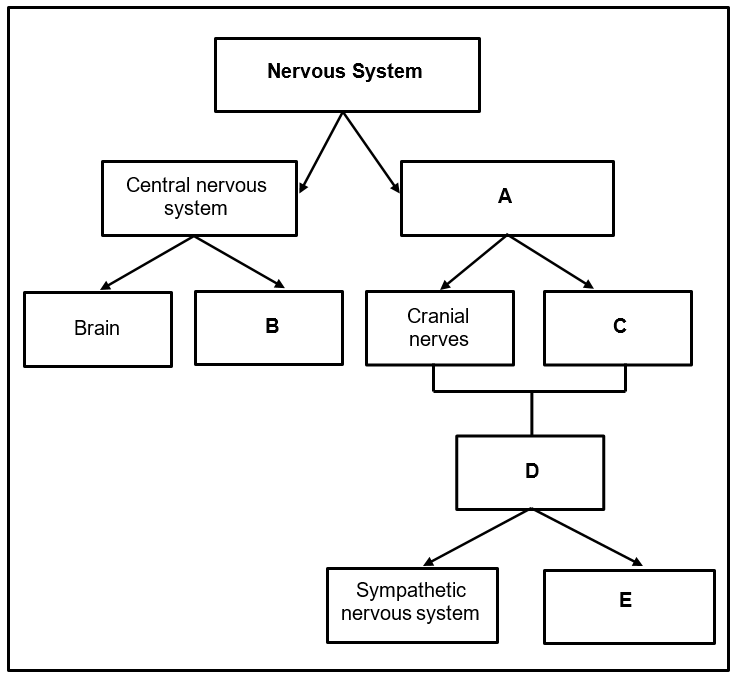 Nervous System
Central nervous
system
A
Brain
B
Cranial
nerves
C
D
Sympathetic
nervous system
E